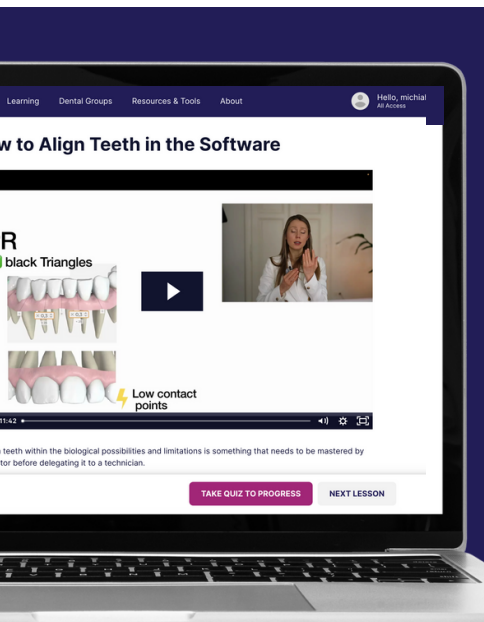 Learning Dental Groups Resources & Tools About
Hello, michial
All Access
w to Align Teeth in the Software
R
black Triangles
Low contact
points
11:42
teeth within the biological possibilities and limitations is something that needs to be mastered by
tor before delegating it to a technician.
TAKE QUIZ TO PROGRESS NEXT LESSON